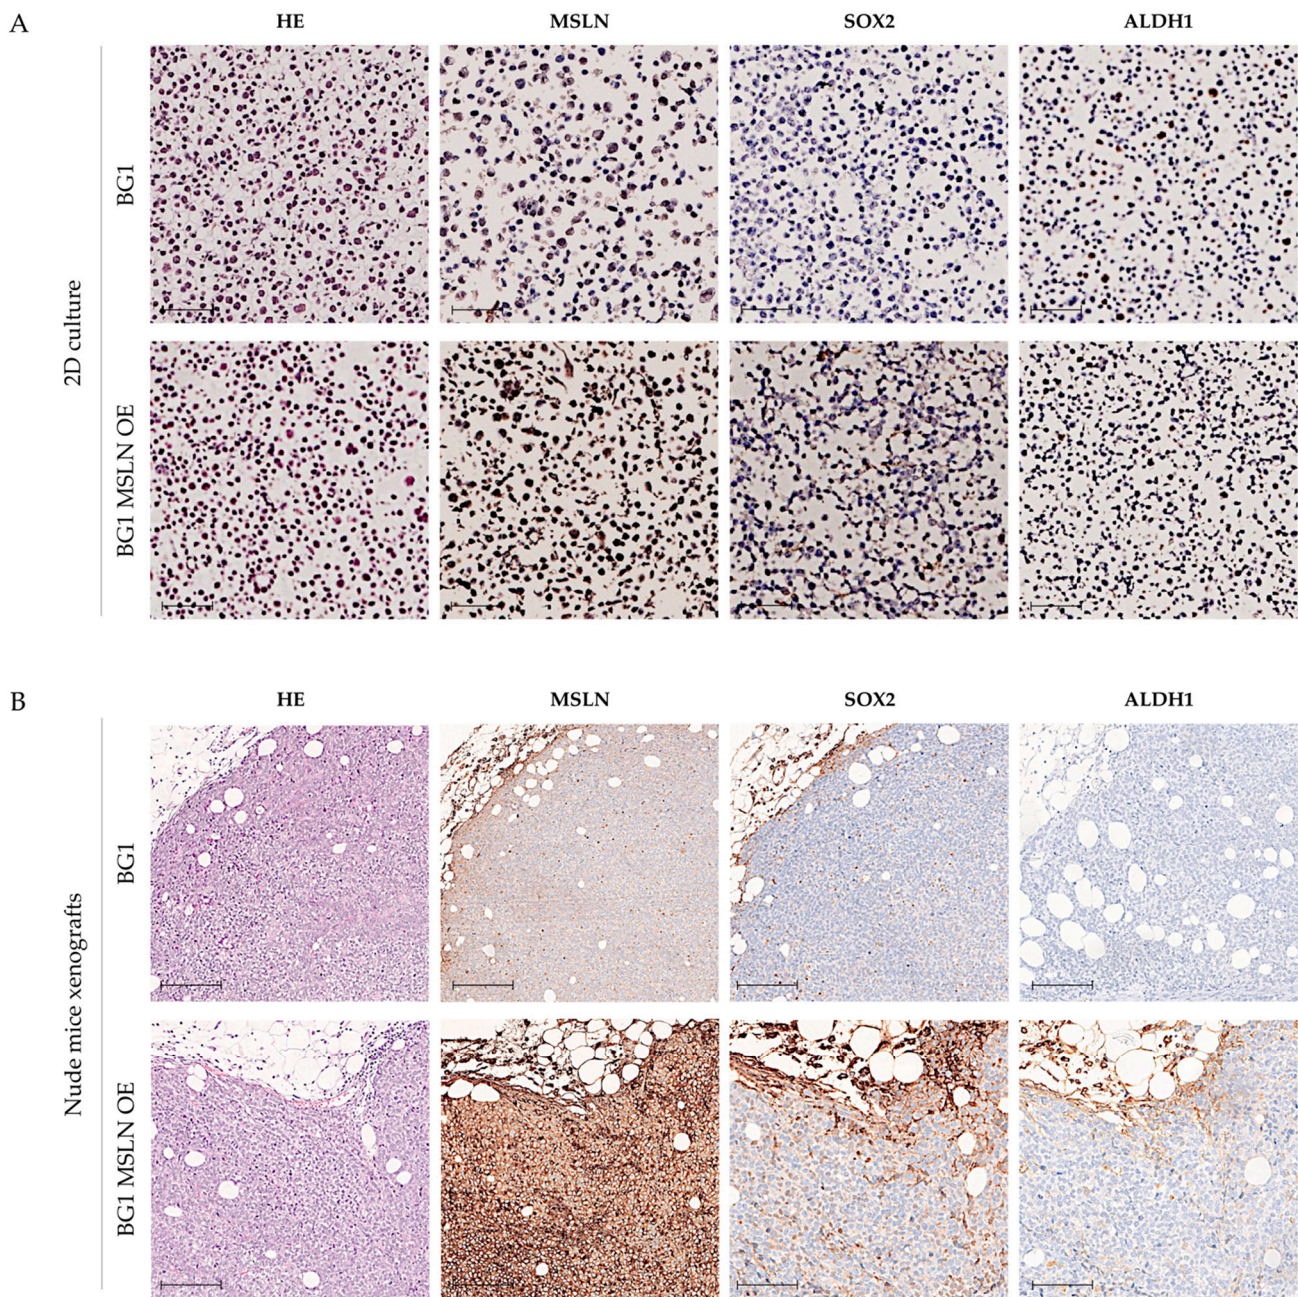 A
HE MSLN SOX2 ALDH1
2D culture
BG1
BG1 MSLN OE
B
HE MSLN SOX2 ALDH1
Nude mice xenografts
BG1
BG1 MSLN OE